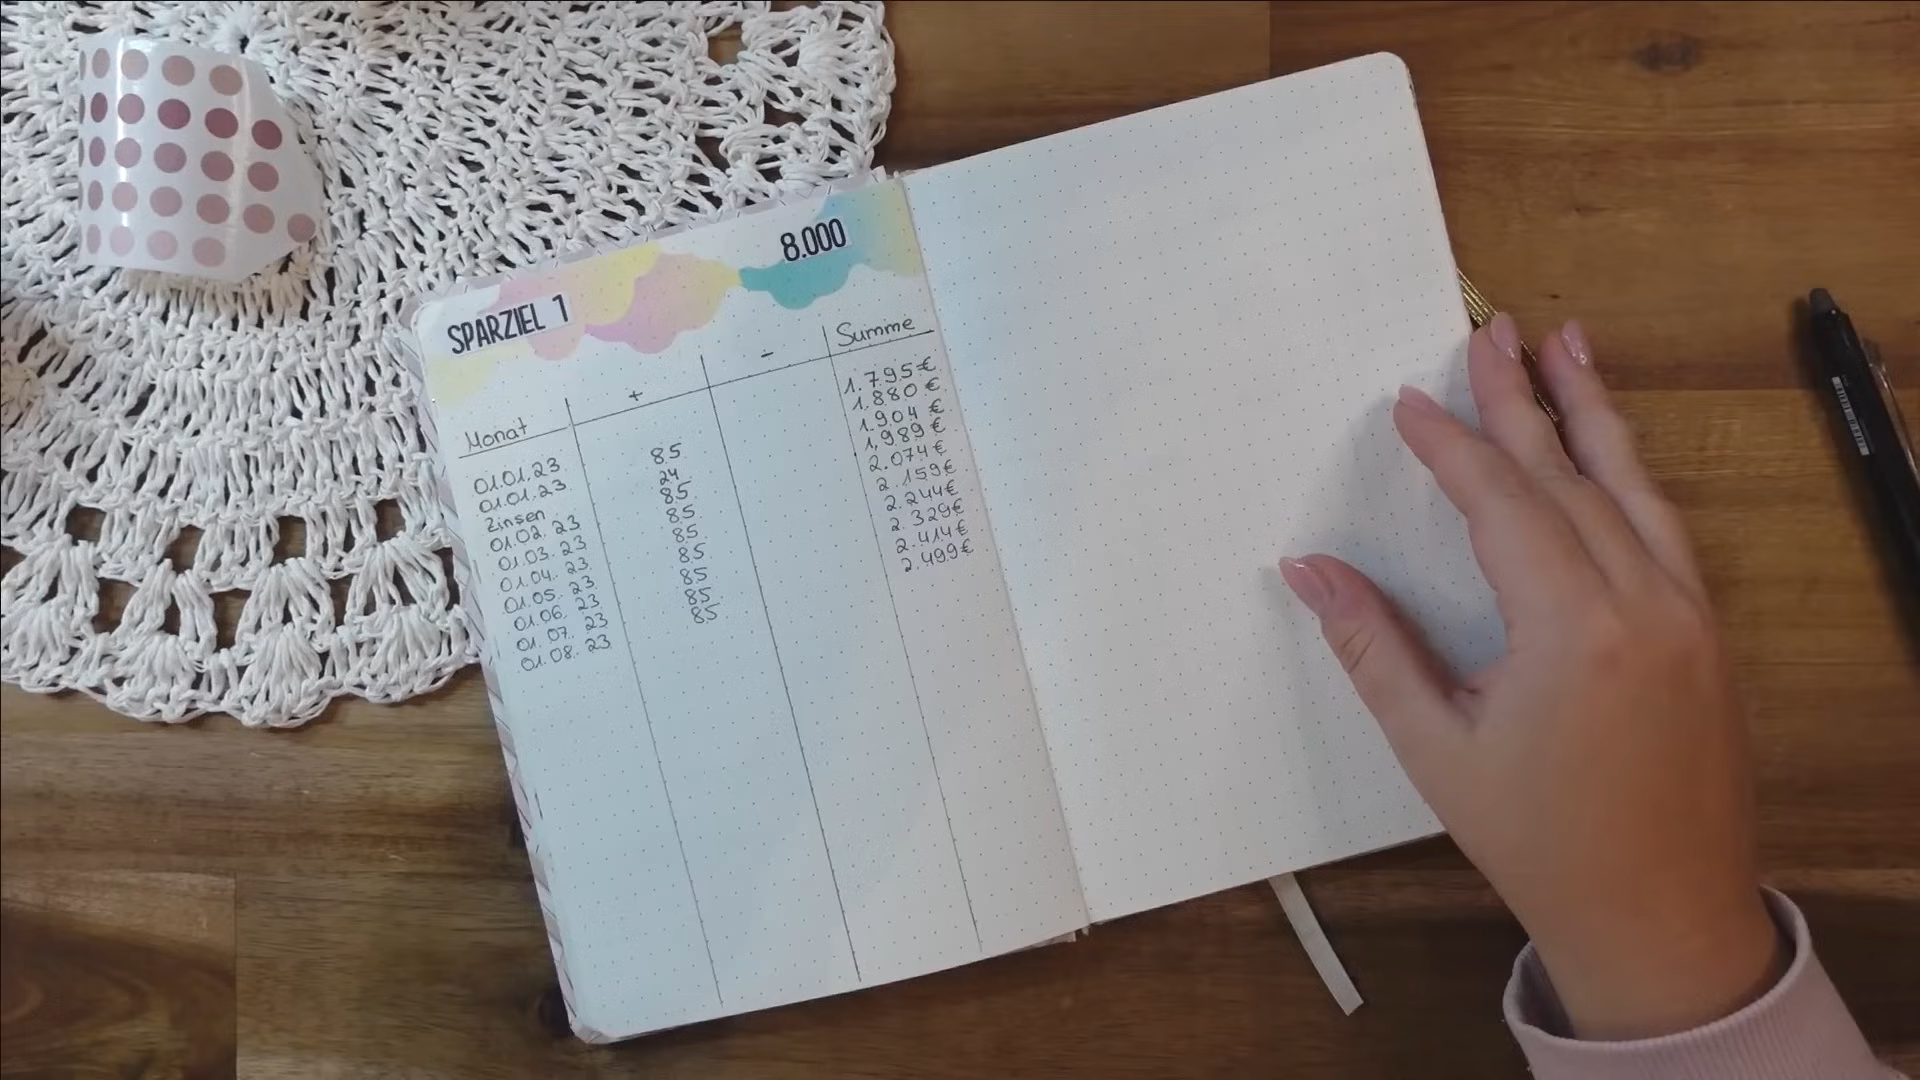 SPARZIEL 1 8.000
Monat + - Summe
01.01.23 1.795€
01.01.23 85 1.880€
Zinsen 24 1.904€
01.02.23 85 1.989€
01.03.23 85 2.074€
01.04.23 85 2.159€
01.05.23 85 2.244€
01.06.23 85 2.329€
01.07.23 85 2.414€
01.08.23 85 2.499€